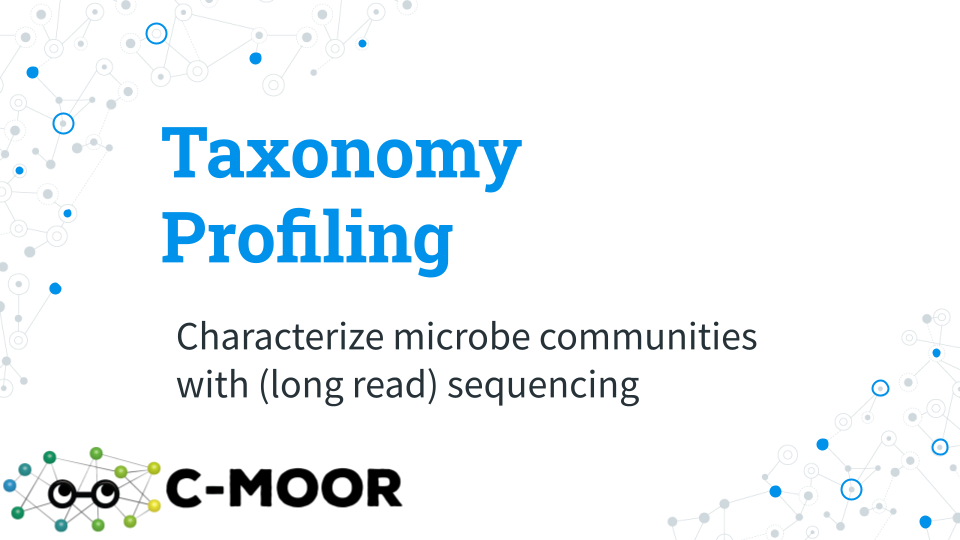 Taxonomy
Profiling
Characterize microbe communities
with (long read) sequencing
C-MOOR